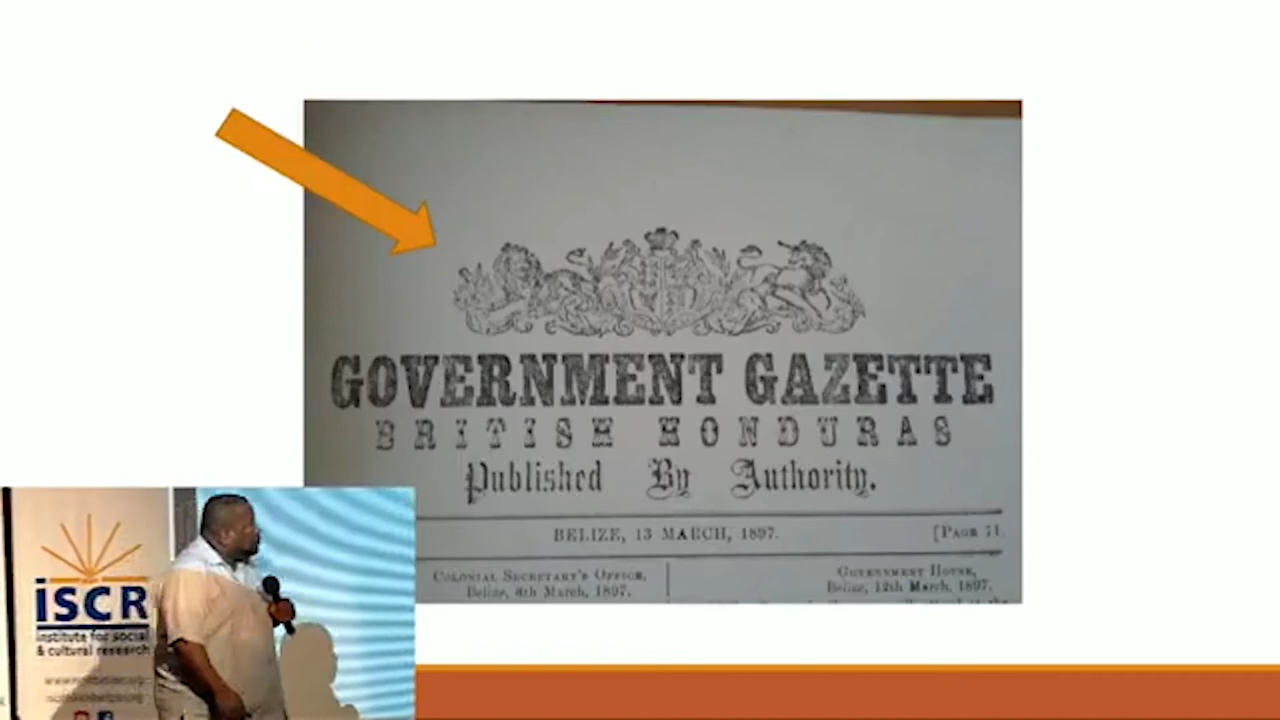 GOVERNMENT GAZETTE
BRITISH HONDURAS
Published By Authority.
BELIZE, 13 MARCH, 1897.
[PAGE 71
COLONIAL SECRETARY'S OFFICE,
Belize, 8th March, 1897.
GOVERNMENT HOUSE,
Belize, 12th March, 1897.
iSCR
institute for social
& cultural research